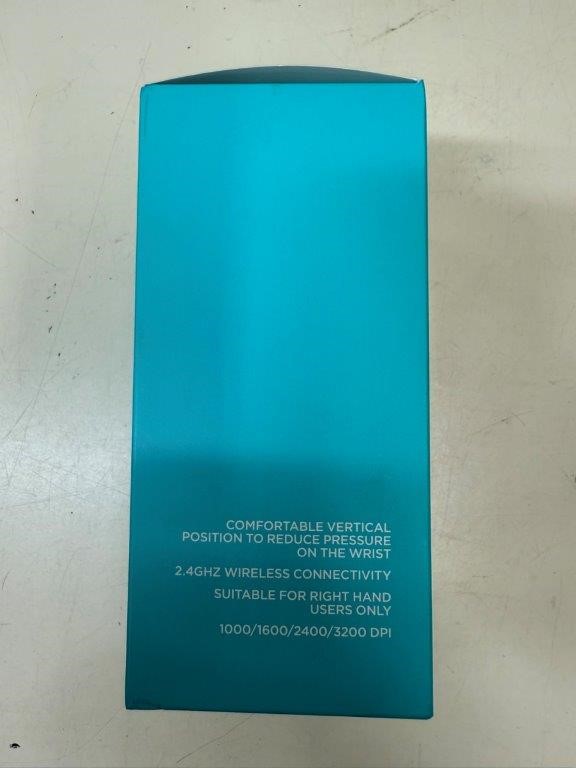 COMFORTABLE VERTICAL
POSITION TO REDUCE PRESSURE
ON THE WRIST
2.4GHZ WIRELESS CONNECTIVITY
SUITABLE FOR RIGHT HAND
USERS ONLY
1000/1600/2400/3200 DPI